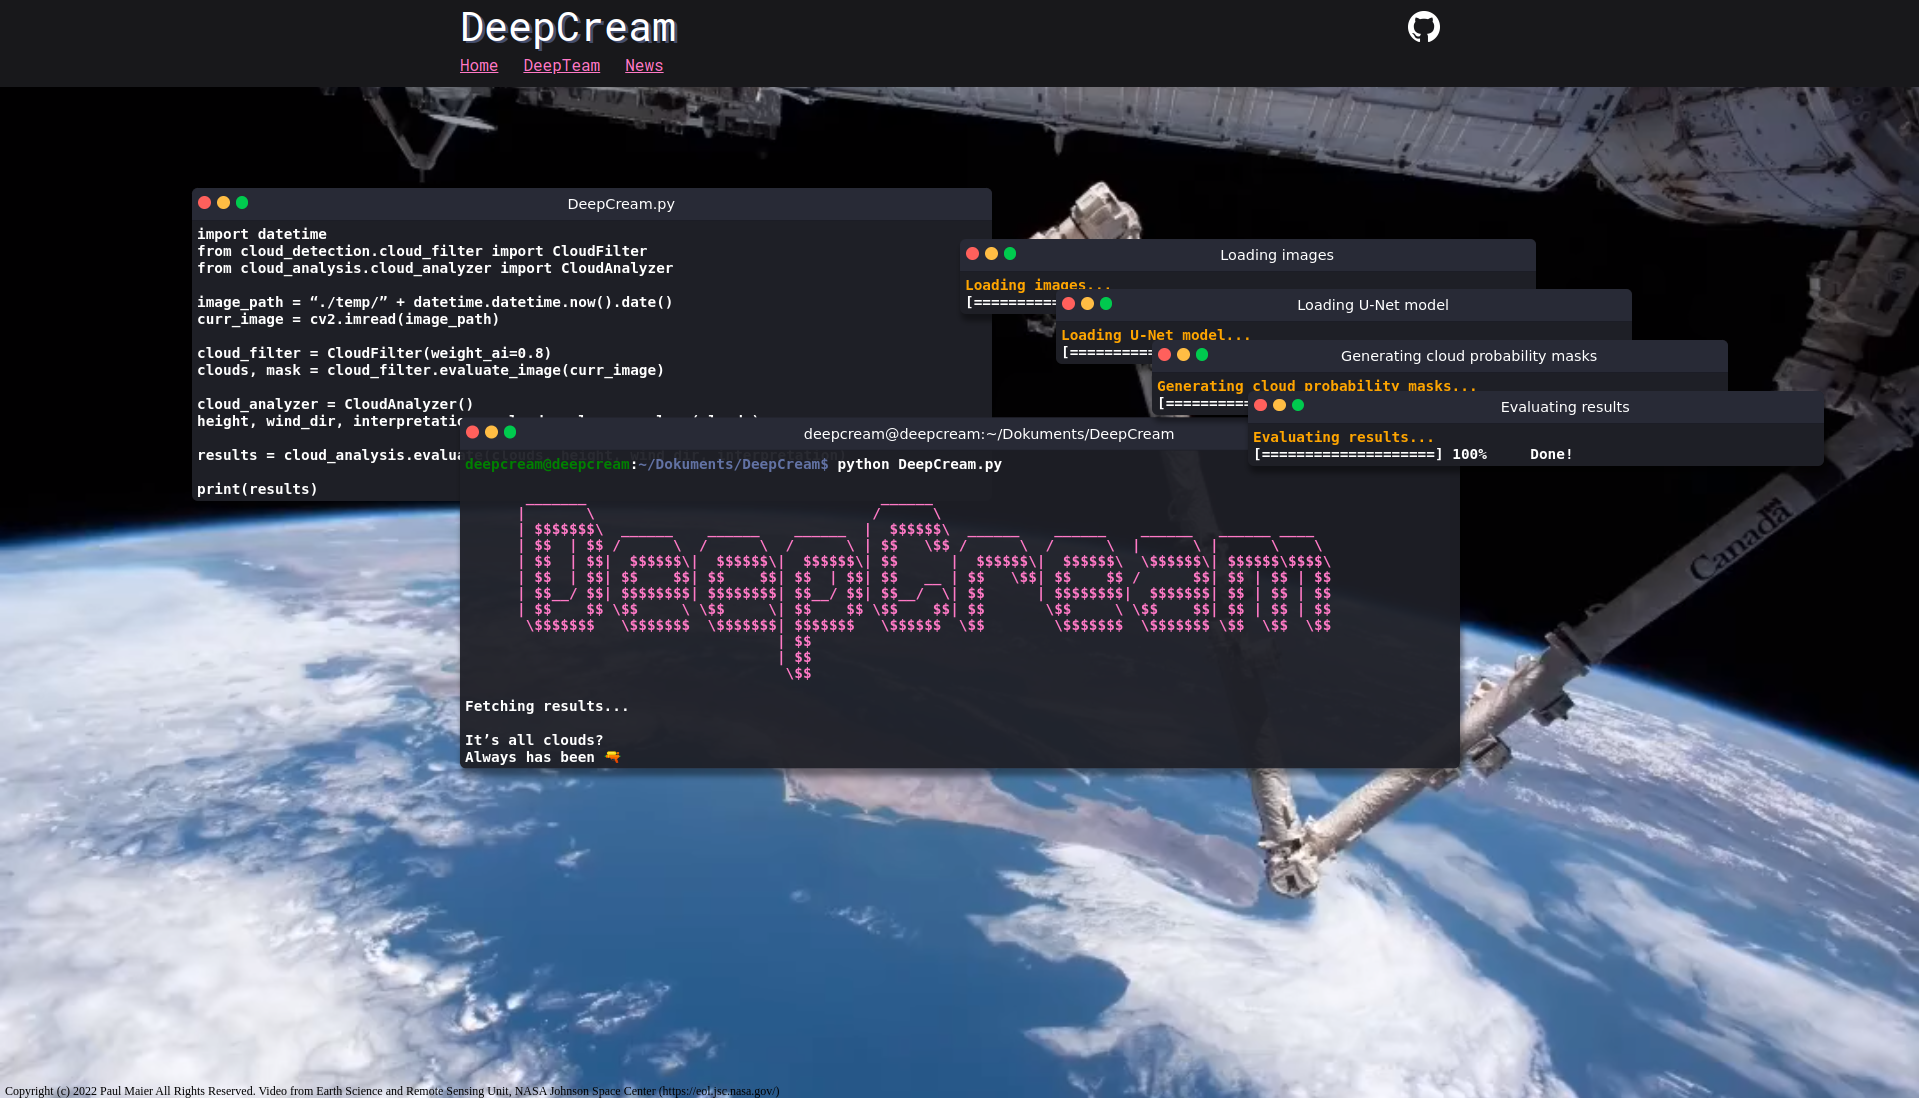 DeepCream
Home DeepTeam News
DeepCream.py
import datetime
from cloud_detection.cloud_filter import CloudFilter
from cloud_analysis.cloud_analyzer import CloudAnalyzer
image_path = “./temp/” + datetime.datetime.now().date()
curr_image = cv2.imread(image_path)
cloud_filter = CloudFilter(weight_ai=0.8)
clouds, mask = cloud_filter.evaluate_image(curr_image)
cloud_analyzer = CloudAnalyzer()
height, wind_dir,
results =
print(results)
Loading images
Loading images...
[==========
Loading U-Net model
Loading U-Net model...
[==========
Generating cloud probability masks
Generating cloud probability masks...
[==========
Evaluating results
Evaluating results...
[====================] 100% Done!
deepcream@deepcream:~/Dokuments/DeepCream
deepcream@deepcream:~/Dokuments/DeepCream$ python DeepCream.py
DeepCream
Fetching results...
It’s all clouds?
Always has been 🔫
Canada
Copyright (c) 2022 Paul Maier All Rights Reserved. Video from Earth Science and Remote Sensing Unit, NASA Johnson Space Center (https://eol.jsc.nasa.gov/)